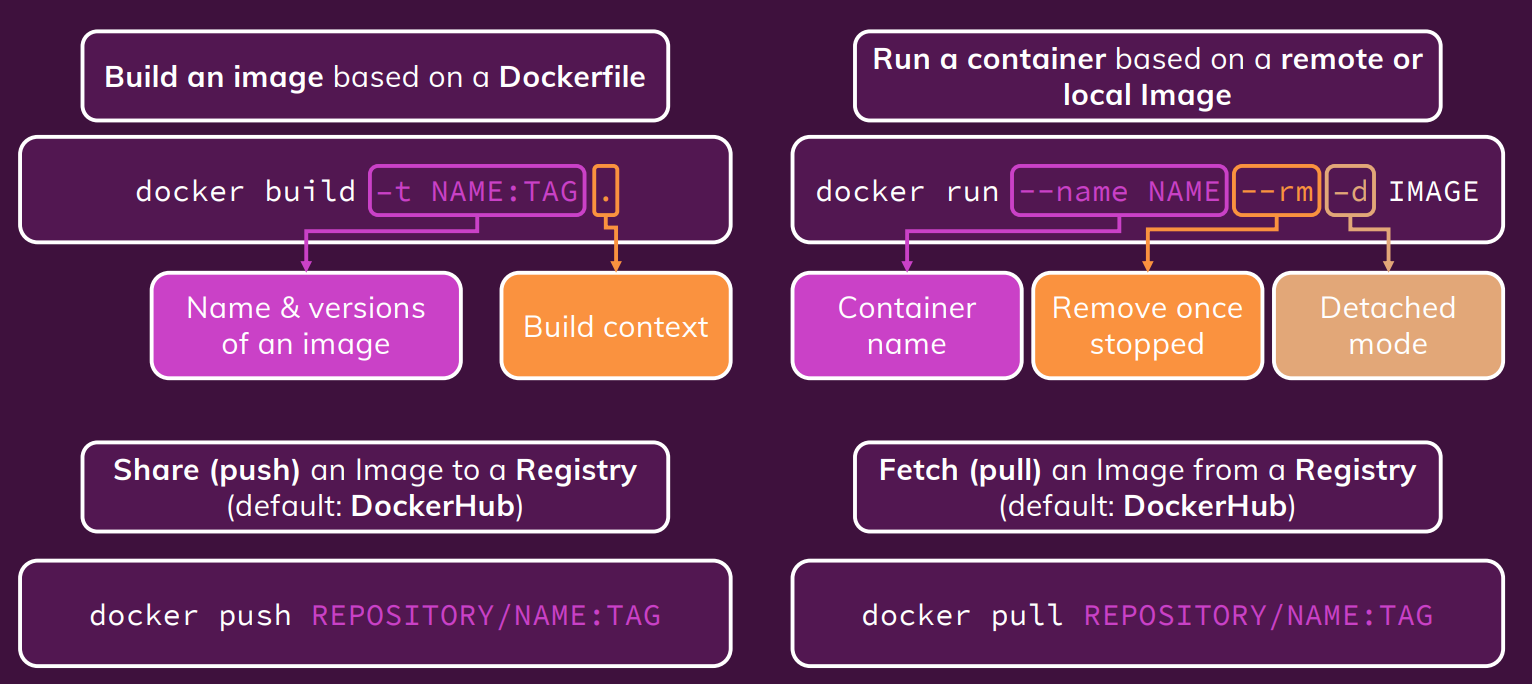 Build an image based on a Dockerfile
docker build -t NAME:TAG .
Name & versions
of an image
Build context
Run a container based on a remote or
local Image
docker run --name NAME --rm -d IMAGE
Container
name
Remove once
stopped
Detached
mode
Share (push) an Image to a Registry
(default: DockerHub)
docker push REPOSITORY/NAME:TAG
Fetch (pull) an Image from a Registry
(default: DockerHub)
docker pull REPOSITORY/NAME:TAG